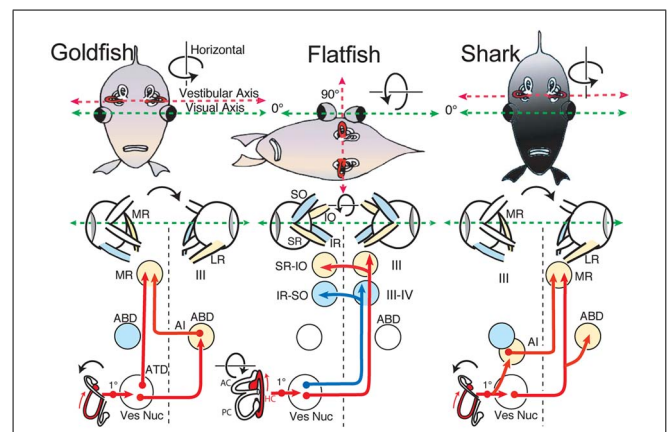 Goldfish
Horizontal
Flatfish
Shark
Vestibular Axis
Visual Axis
0°
90°
0°
MR
LR
III
MR
ABD
AI
ABD
ATD
1°
Ves Nuc
SO
IO
SR
IR
SR-IO
III
IR-SO
III-IV
ABD
AC
PC
HC
1°
Ves Nuc
MR
LR
III
MR
ABD
AI
1°
Ves Nuc